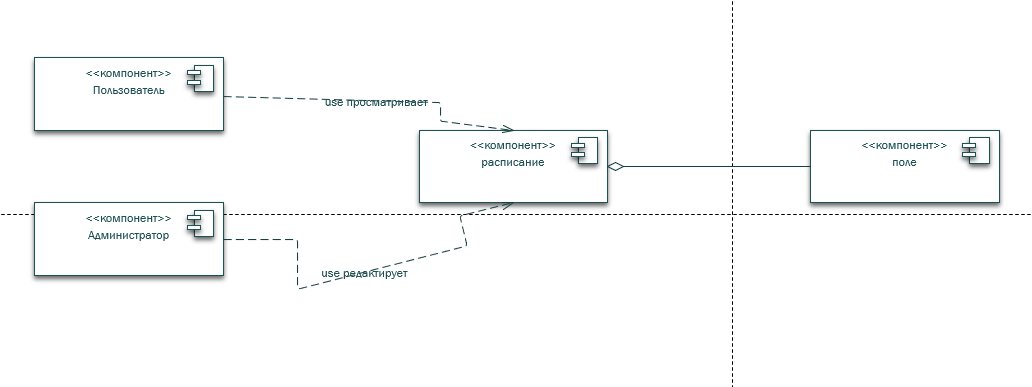 <<компонент>>
Пользователь
use просматривает
<<компонент>>
расписание
<<компонент>>
поле
<<компонент>>
Администратор
use редактирует